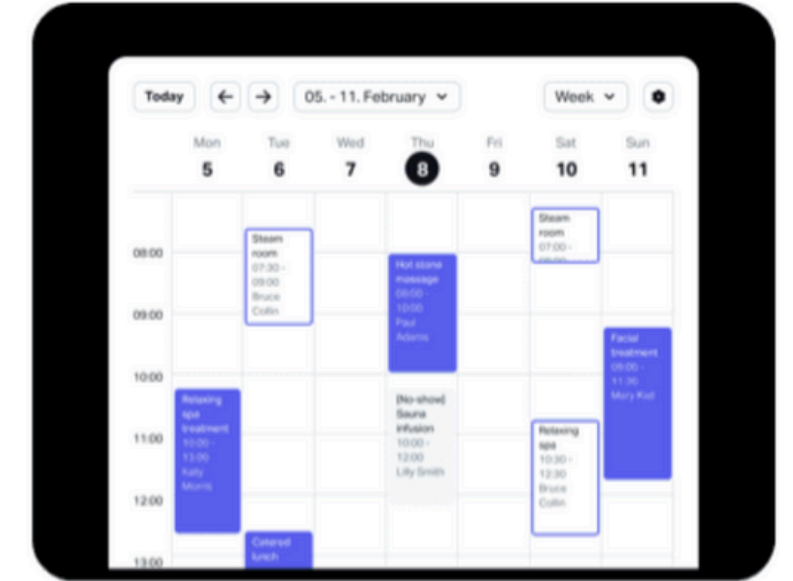 Today
05. - 11. February
Week
Mon
Tue
Wed
Thu
Fri
Sat
Sun
5
6
7
8
9
10
11
08:00
09:00
10:00
11:00
12:00
13:00
Relaxing
spa
treatment
10:00 -
13:00
Katy
Morris
Steam
room
07:30 -
09:00
Bruce
Collin
Catered
lunch
Hot stone
massage
08:00 -
10:00
Paul
Adams
(No-show)
Sauna
infusion
10:00 -
12:00
Lilly Smith
Steam
room
07:00 -
Relaxing
spa
10:30 -
12:30
Bruce
Collin
Facial
treatment
09:00 -
11:30
Mary